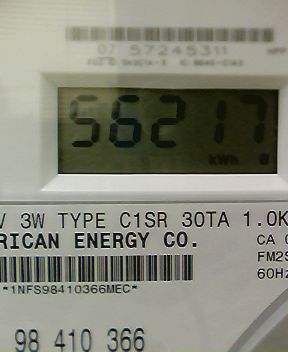 07 57245311
56217
kWh
V 3W TYPE C1SR 30TA 1.0K
RICAN ENERGY CO.
CA
FM2S
60Hz
*1NFS98410366MEC*
98 410 366